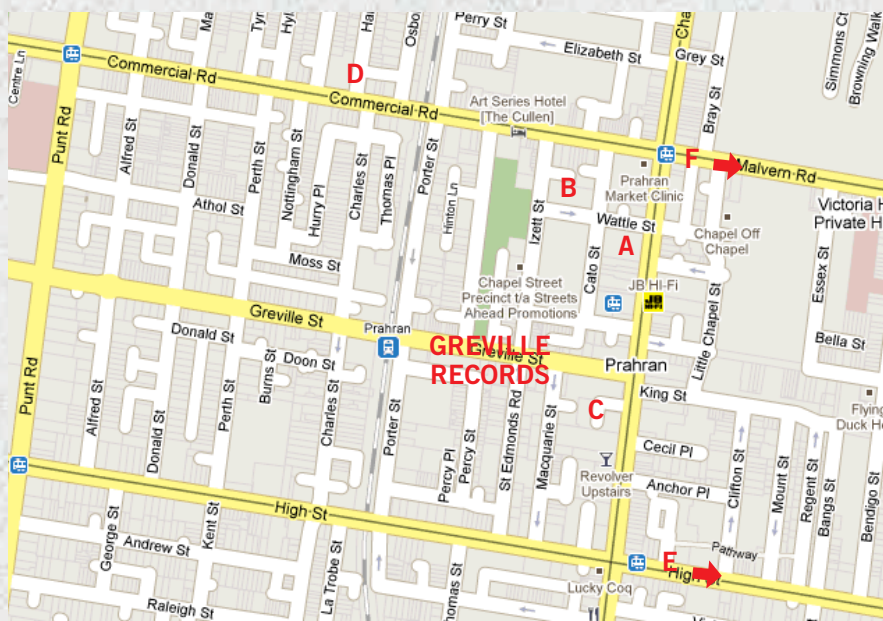 Perry St
Elizabeth St
Grey St
Simmons Ct
Browning Walk
Centre Ln
Commercial Rd
D
Commercial Rd
Art Series Hotel
[The Cullen]
Bray St
Punt Rd
Alfred St
Donald St
Perth St
Nottingham St
Hurry Pl
Charles St
Thomas Pl
Porter St
Hinton Ln
Izett St
B
Prahran
Market Clinic
F
Malvern Rd
Athol St
Wattle St
A
Cato St
Chapel Off
Chapel
Moss St
Chapel Street
Precinct t/a Streets
Ahead Promotions
JB HI-Fi
JB
Little Chapel St
Essex St
Greville St
Prahran
GREVILLE
RECORDS
Greville St
Prahran
Bella St
Donald St
Doon St
Burns St
King St
C
Punt Rd
Alfred St
Donald St
Perth St
Charles St
Porter St
Percy Pl
Percy St
St Edmonds Rd
Macquarie St
Revolver
Upstairs
Cecil Pl
Anchor Pl
Clifton St
Mount St
Regent St
Bangs St
Bendigo St
High St
George St
Kent St
Andrew St
La Trobe St
Raleigh St
Pathway
E
High St
Lucky Coq